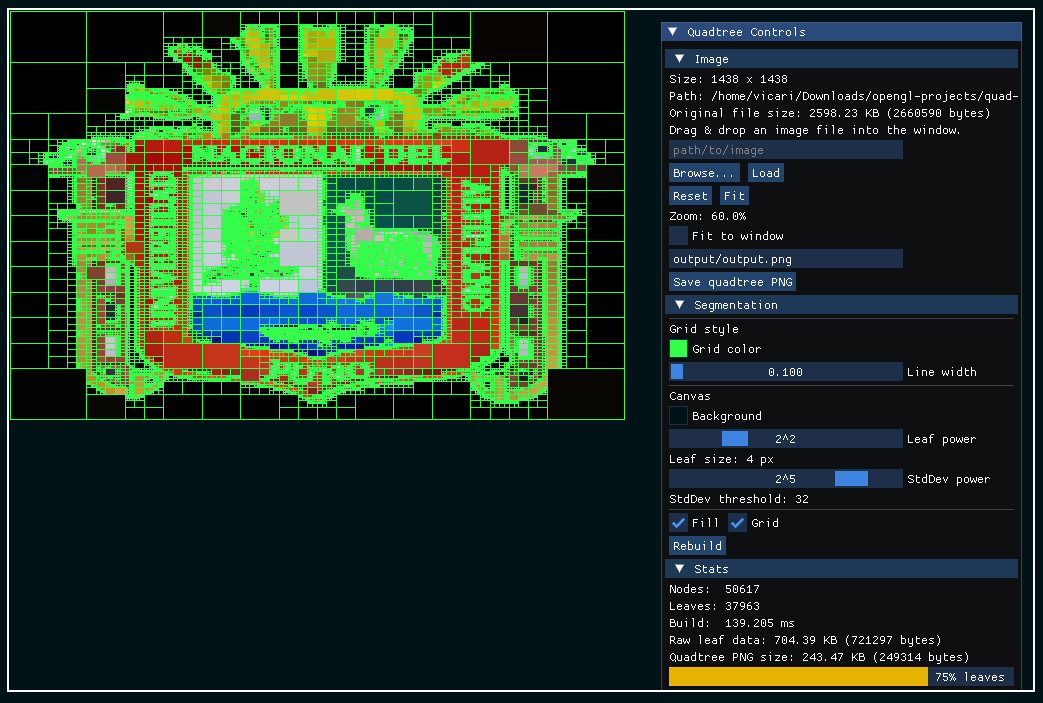 Quadtree Controls
Image
Size: 1438 x 1438
Path: /home/vicari/Downloads/opengl-projects/quad-
Original file size: 2598.23 KB (2660590 bytes)
Drag & drop an image file into the window.
path/to/image
Browse... Load
Reset Fit
Zoom: 60.0%
Fit to window
output/output.png
Save quadtree PNG
Segmentation
Grid style
Grid color
0.100 Line width
Canvas
Background
2^2 Leaf power
Leaf size: 4 px
2^5 StdDev power
StdDev threshold: 32
Fill Grid
Rebuild
Stats
Nodes: 50617
Leaves: 37963
Build: 139.205 ms
Raw leaf data: 704.39 KB (721297 bytes)
Quadtree PNG size: 243.47 KB (249314 bytes)
75% leaves